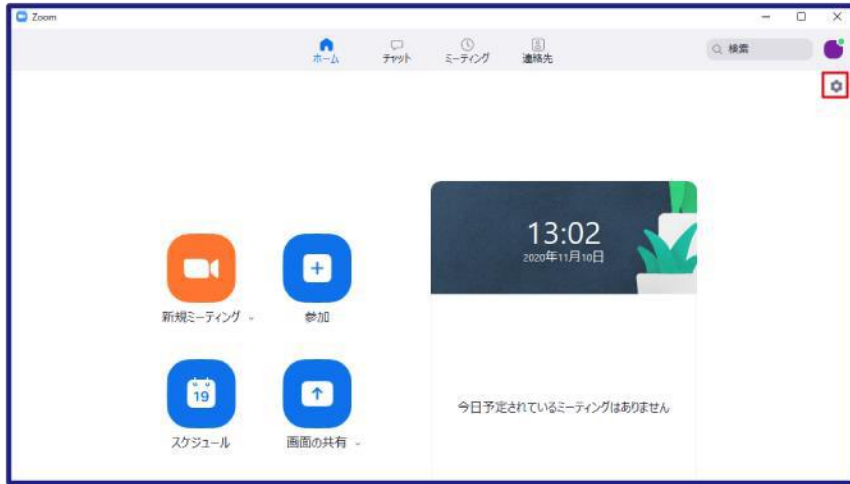 Zoom
ホーム
チャット
ミーティング
連絡先
検索
13:02
2020年11月10日
新規ミーティング
参加
19
スケジュール
画面の共有
今日予定されているミーティングはありません